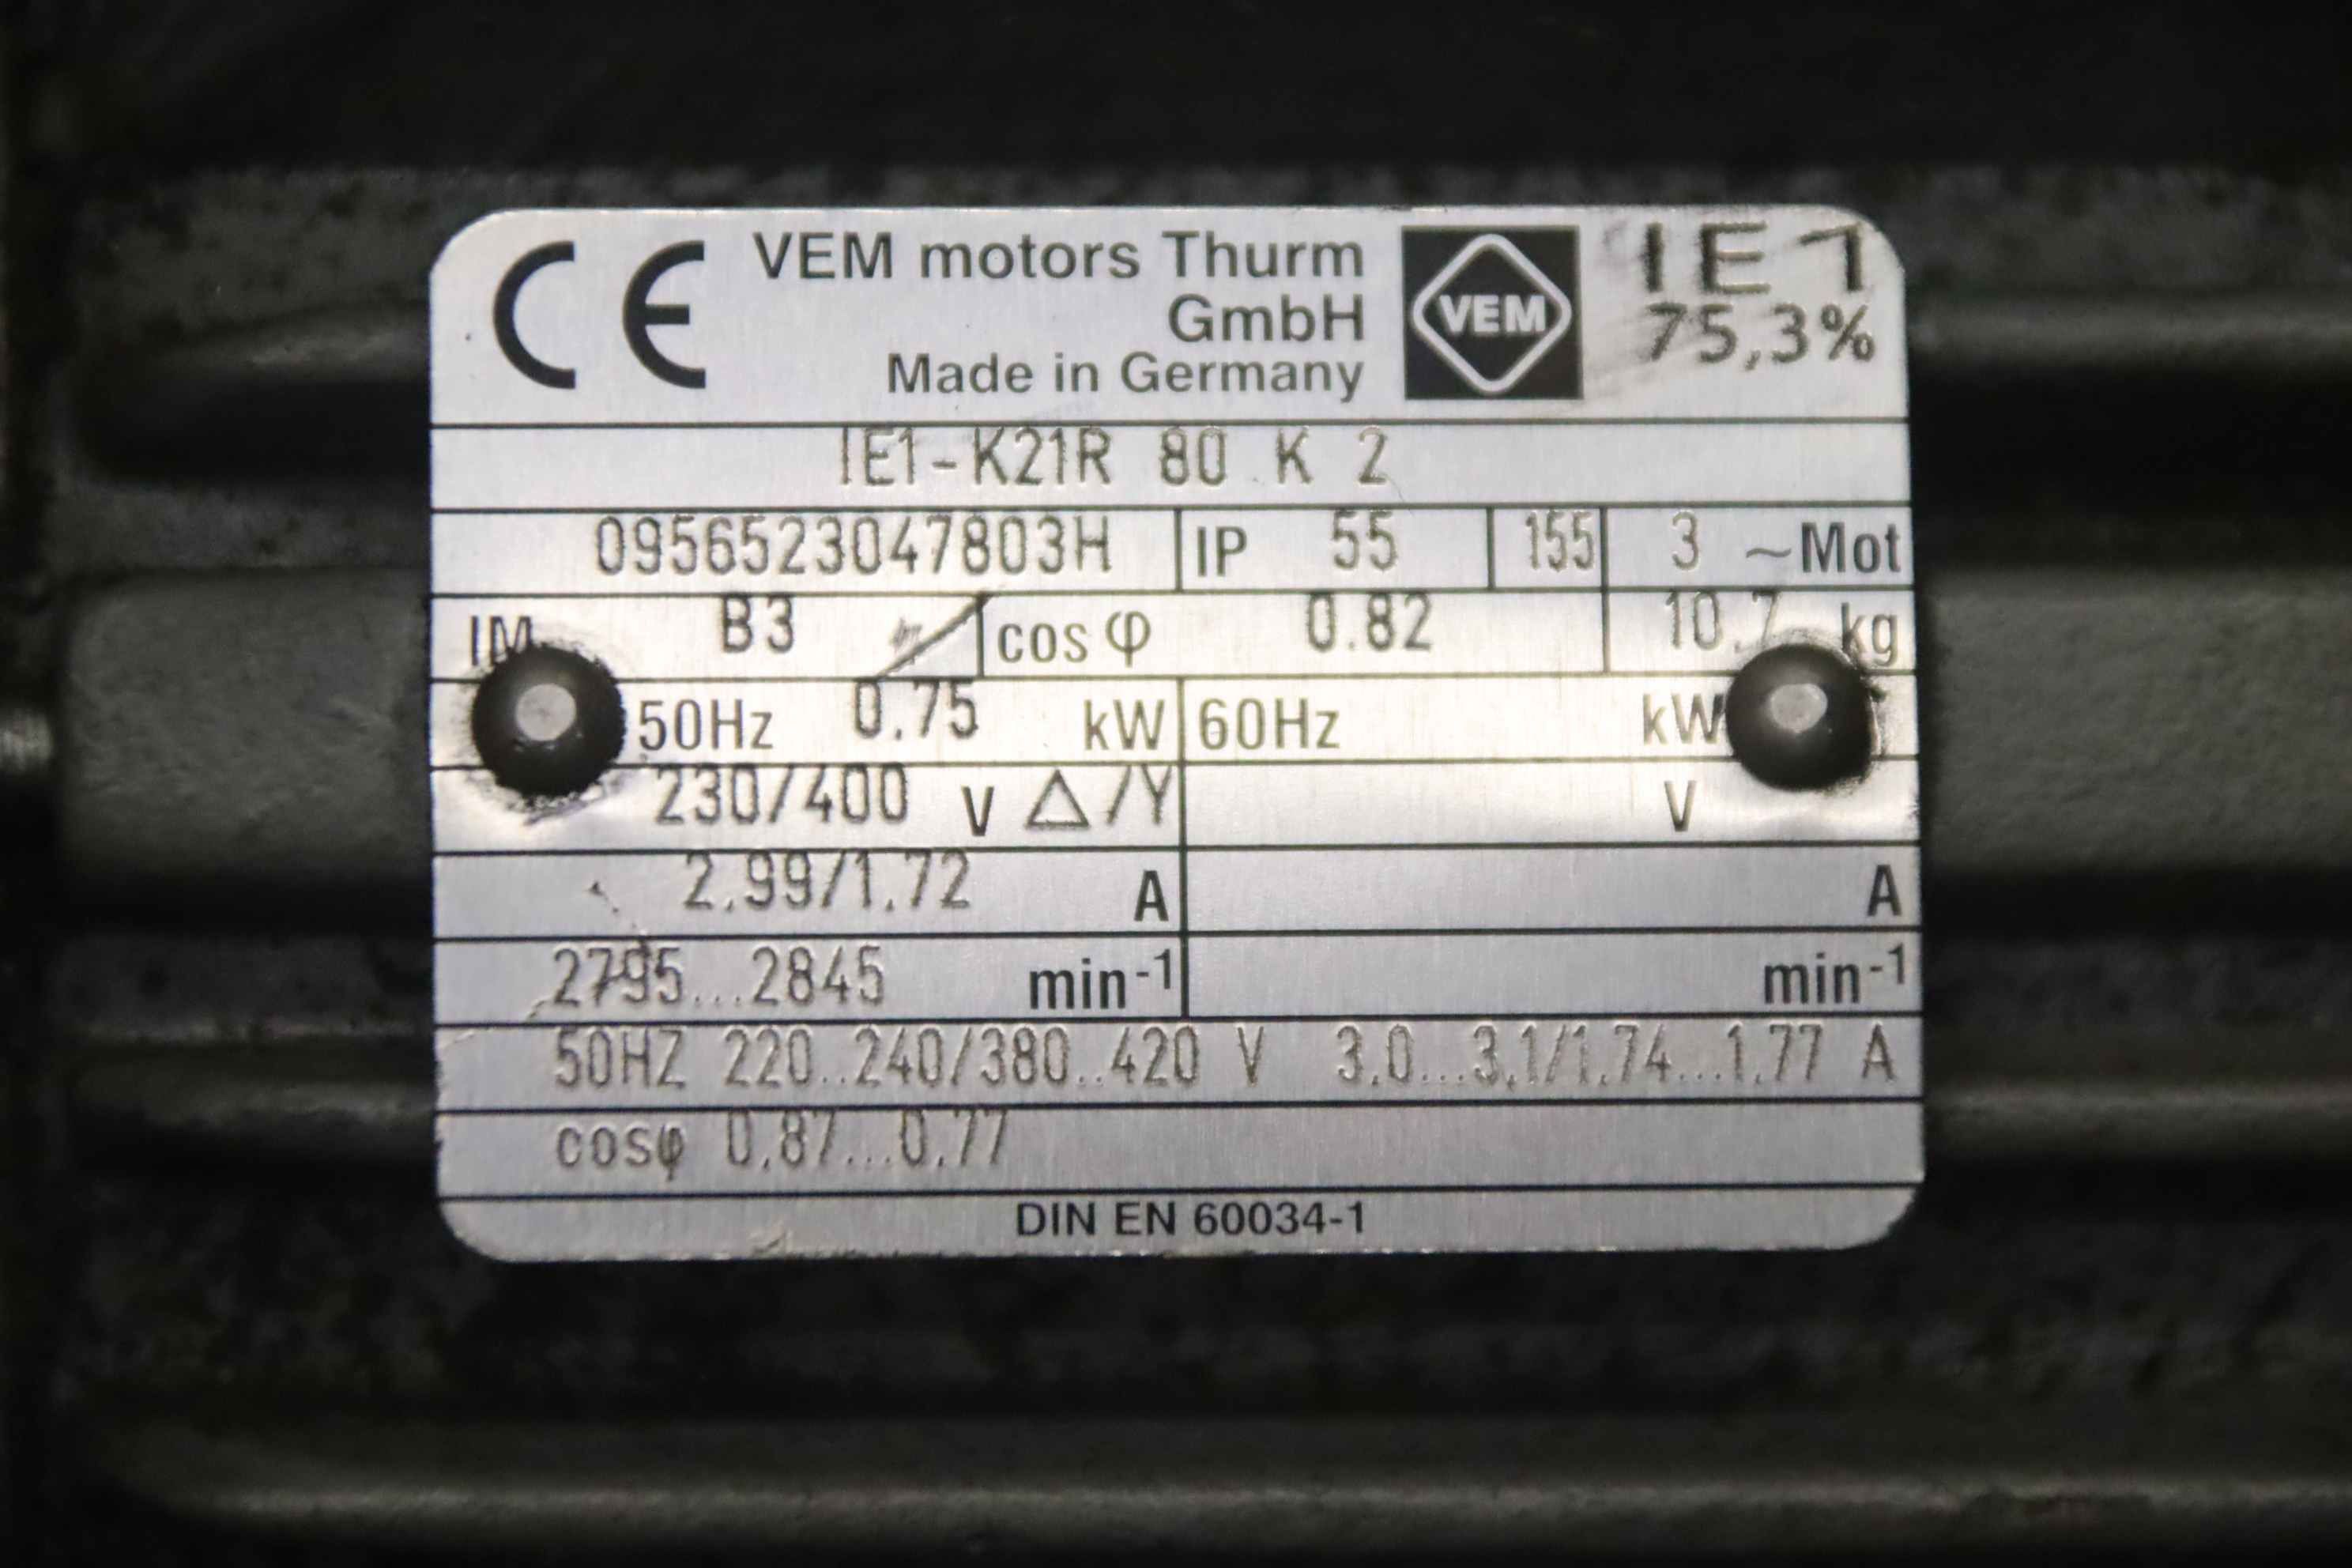 CE VEM motors Thurm GmbH Made in Germany VEM IE1 75,3%
IE1-K21R 80 K 2
0956523047803H IP 55 155 3 ~Mot
IM B3 cos φ 0.82 10.7 kg
50Hz 0.75 kW 60Hz kW
230/400 V △/Y V
2.99/1.72 A A
2795...2845 min-1 min-1
50HZ 220..240/380..420 V 3.0...3,1/1.74...1.77 A
cosφ 0,87...0,77
DIN EN 60034-1